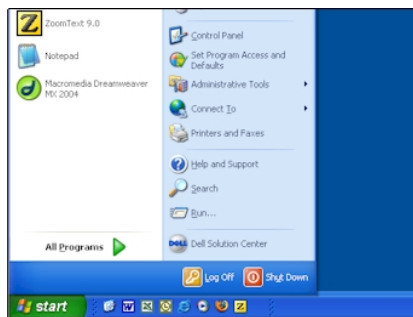 ZoomText 9.0
Notepad
Macromedia Dreamweaver
MX 2004
All Programs
Control Panel
Set Program Access and
Defaults
Administrative Tools
Connect To
Printers and Faxes
Help and Support
Search
Run...
DELL Dell Solution Center
Log Off Shut Down
start